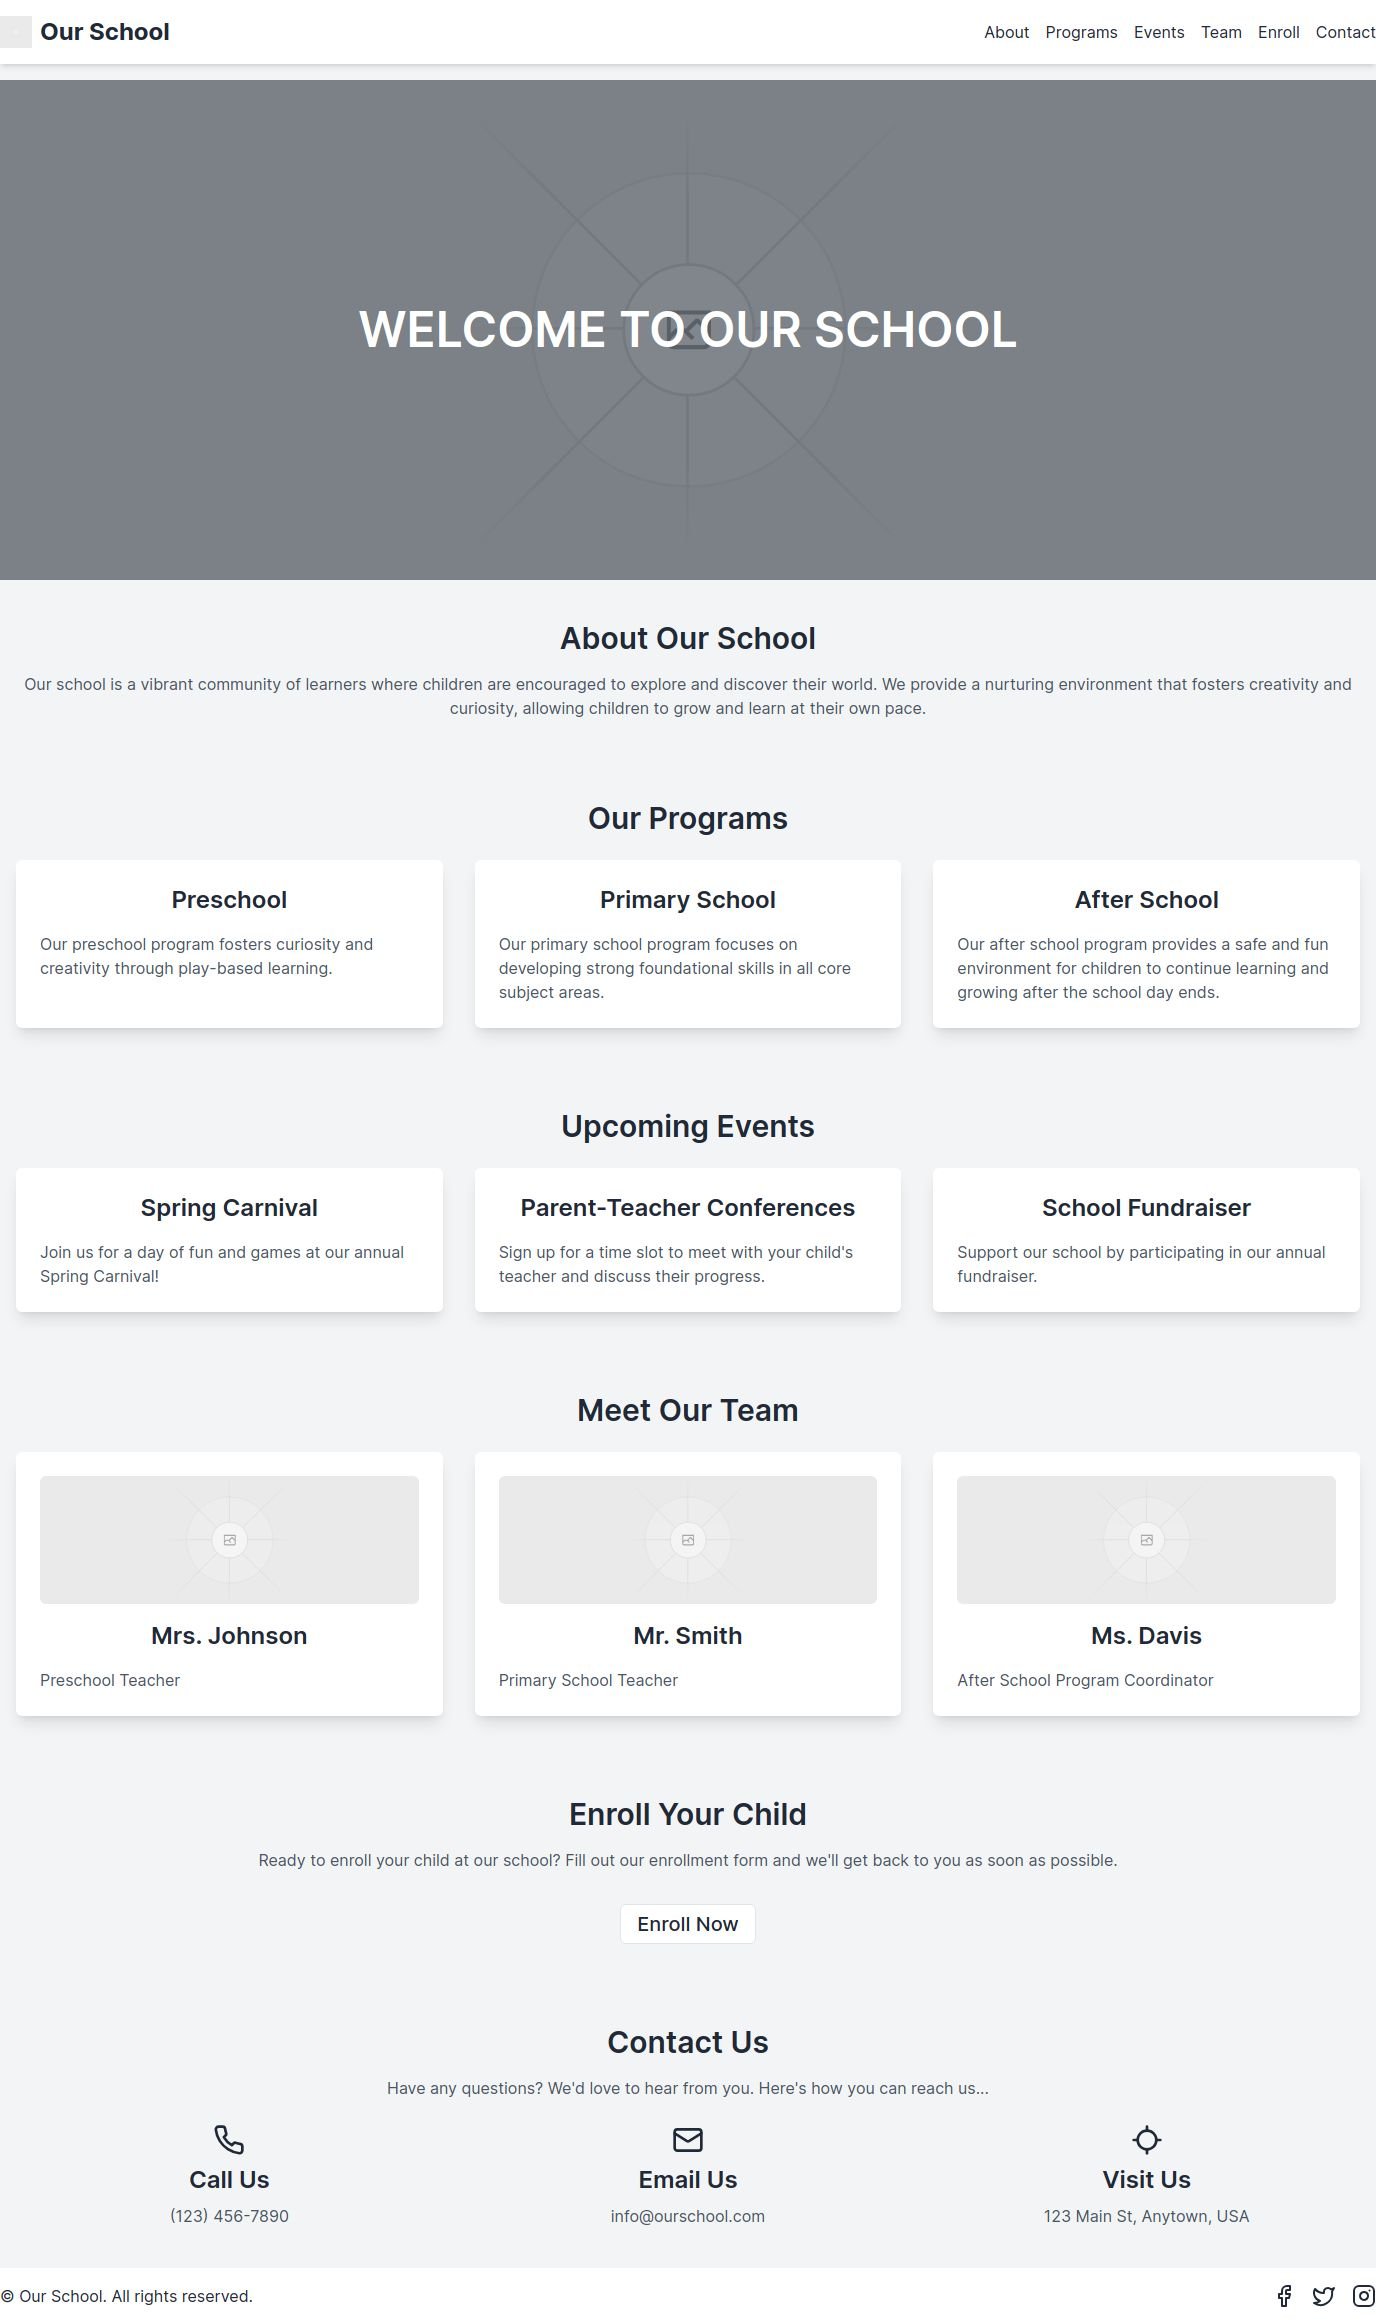 Our School
About Programs Events Team Enroll Contact
WELCOME TO OUR SCHOOL
About Our School
Our school is a vibrant community of learners where children are encouraged to explore and discover their world. We provide a nurturing environment that fosters creativity and
curiosity, allowing children to grow and learn at their own pace.
Our Programs
Preschool
Our preschool program fosters curiosity and
creativity through play-based learning.
Primary School
Our primary school program focuses on
developing strong foundational skills in all core
subject areas.
After School
Our after school program provides a safe and fun
environment for children to continue learning and
growing after the school day ends.
Upcoming Events
Spring Carnival
Join us for a day of fun and games at our annual
Spring Carnival!
Parent-Teacher Conferences
Sign up for a time slot to meet with your child's
teacher and discuss their progress.
School Fundraiser
Support our school by participating in our annual
fundraiser.
Meet Our Team
Mrs. Johnson
Preschool Teacher
Mr. Smith
Primary School Teacher
Ms. Davis
After School Program Coordinator
Enroll Your Child
Ready to enroll your child at our school? Fill out our enrollment form and we'll get back to you as soon as possible.
Enroll Now
Contact Us
Have any questions? We'd love to hear from you. Here's how you can reach us...
Call Us
(123) 456-7890
Email Us
info@ourschool.com
Visit Us
123 Main St, Anytown, USA
© Our School. All rights reserved.